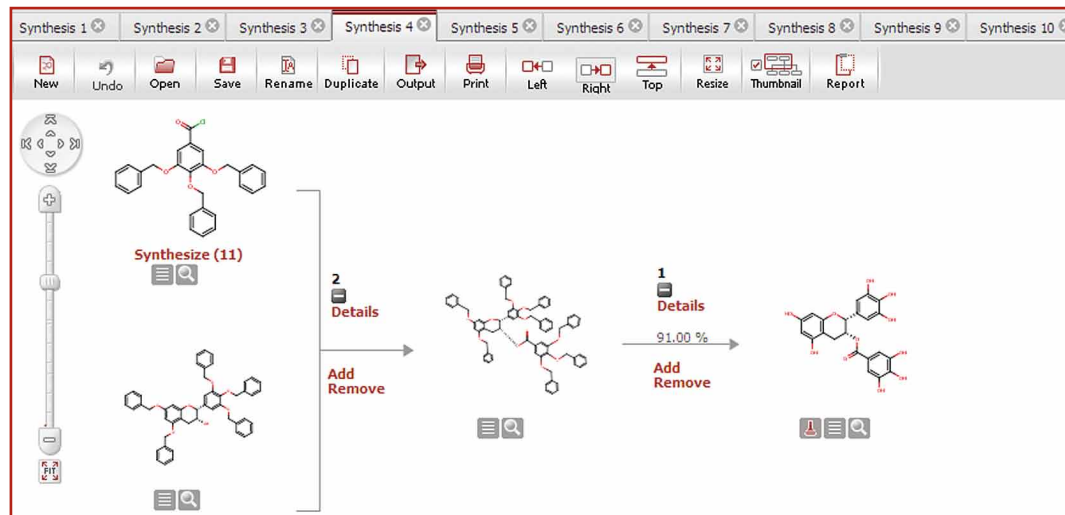 Synthesis 1 Synthesis 2 Synthesis 3 Synthesis 4 Synthesis 5 Synthesis 6 Synthesis 7 Synthesis 8 Synthesis 9 Synthesis 10
New Undo Open Save Rename Duplicate Output Print Left Right Top Resize Thumbnail Report
Synthesize (11)
2
Details
Add
Remove
1
Details
91.00 %
Add
Remove
FIT